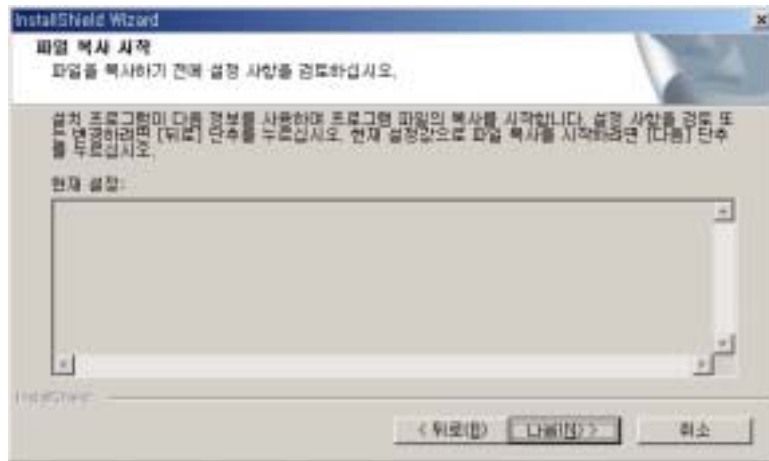 InstallShield Wizard
파일 복사 시작
파일을 복사하기 전에 설정 사항을 검토하십시오.
설치 프로그램이 다음 정보를 사용하여 프로그램 파일의 복사를 시작합니다. 설정 사항을 검토 또
는 변경하려면 [뒤로] 단추를 누르십시오. 현재 설정값으로 파일 복사를 시작하려면 [다음] 단추
를 누르십시오.
현재 설정:
InstallShield
< 뒤로(B)
다음(N) >
취소